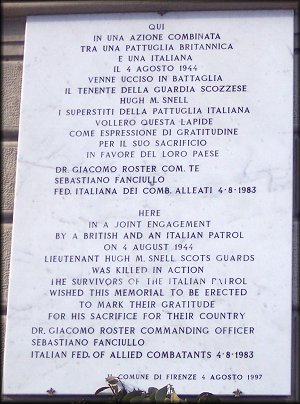 QUI
IN UNA AZIONE COMBINATA
TRA UNA PATTUGLIA BRITANNICA
E UNA ITALIANA
IL 4 AGOSTO 1944
VENNE UCCISO IN BATTAGLIA
IL TENENTE DELLA GUARDIA SCOZZESE
HUGH M. SNELL
I SUPERSTITI DELLA PATTUGLIA ITALIANA
VOLLERO QUESTA LAPIDE
COME ESPRESSIONE DI GRATITUDINE
PER IL SUO SACRIFICIO
IN FAVORE DEL LORO PAESE
DR. GIACOMO ROSTER COM. TE
SEBASTIANO FANCIULLO
FED. ITALIANA DEI COMB. ALLEATI 4·8·1983
HERE
IN A JOINT ENGAGEMENT
BY A BRITISH AND AN ITALIAN PATROL
ON 4 AUGUST 1944
LIEUTENANT HUGH M. SNELL SCOTS GUARDS
WAS KILLED IN ACTION
THE SURVIVORS OF THE ITALIAN PATROL
WISHED THIS MEMORIAL TO BE ERECTED
TO MARK THEIR GRATITUDE
FOR HIS SACRIFICE FOR THEIR COUNTRY
DR. GIACOMO ROSTER COMMANDING OFFICER
SEBASTIANO FANCIULLO
ITALIAN FED. OF ALLIED COMBATANTS 4·8·1983
COMUNE DI FIRENZE 4 AGOSTO 1997